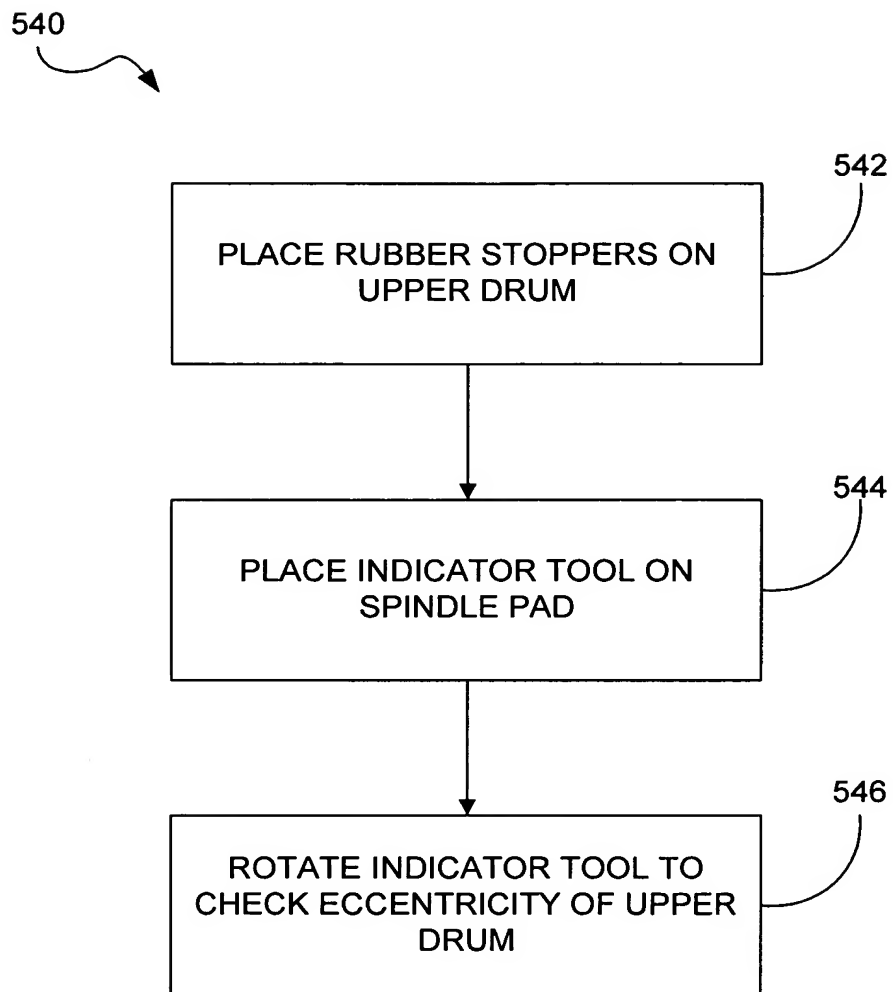 540
542
PLACE RUBBER STOPPERS ON
UPPER DRUM
544
PLACE INDICATOR TOOL ON
SPINDLE PAD
546
ROTATE INDICATOR TOOL TO
CHECK ECCENTRICITY OF UPPER
DRUM